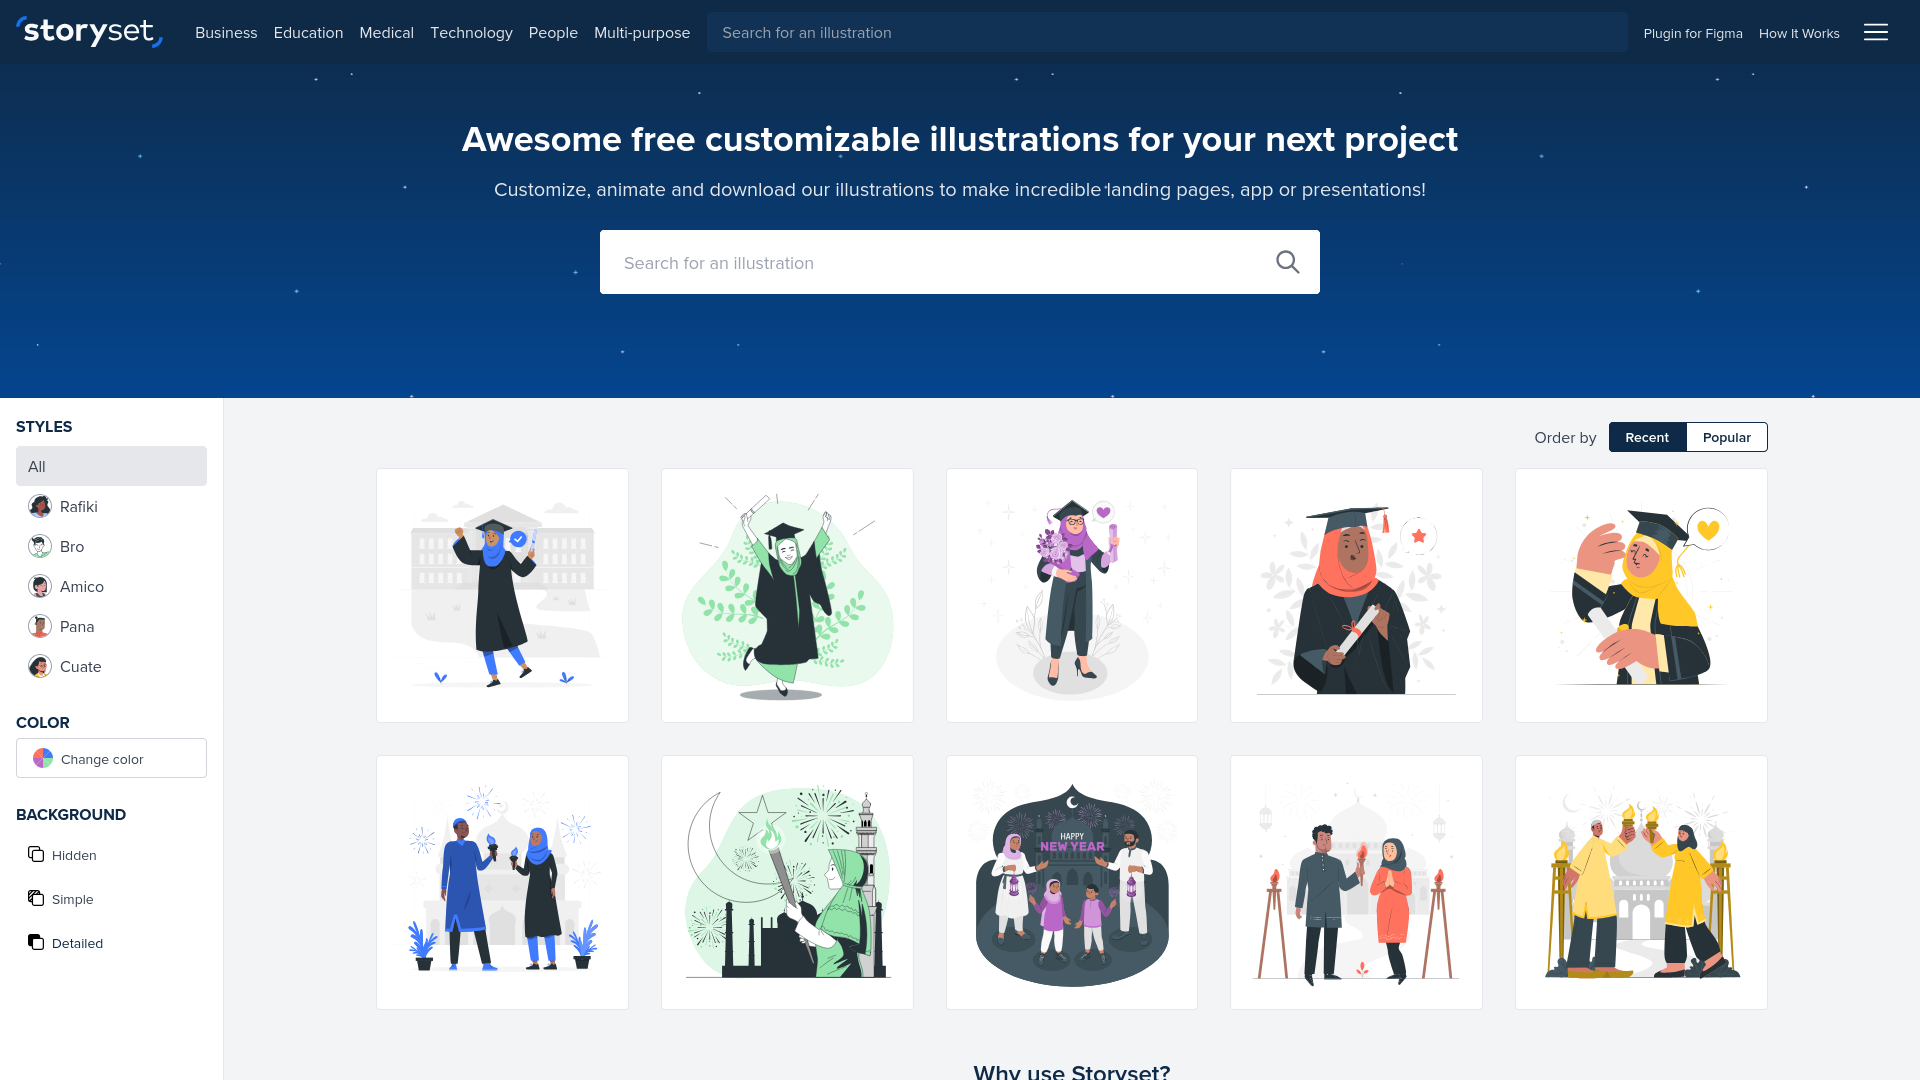 storyset
Business Education Medical Technology People Multi-purpose Search for an illustration Plugin for Figma How It Works
Awesome free customizable illustrations for your next project
Customize, animate and download our illustrations to make incredible landing pages, app or presentations!
Search for an illustration
STYLES
All
Rafiki
Bro
Amico
Pana
Cuate
COLOR
Change color
BACKGROUND
Hidden
Simple
Detailed
Order by Recent Popular
HAPPY
NEW YEAR
Why use Storyset?